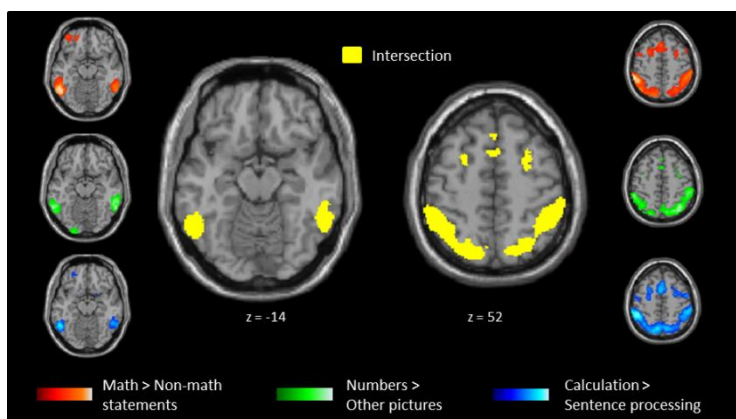 Intersection
z = -14
z = 52
Math > Non-math
statements
Numbers >
Other pictures
Calculation >
Sentence processing